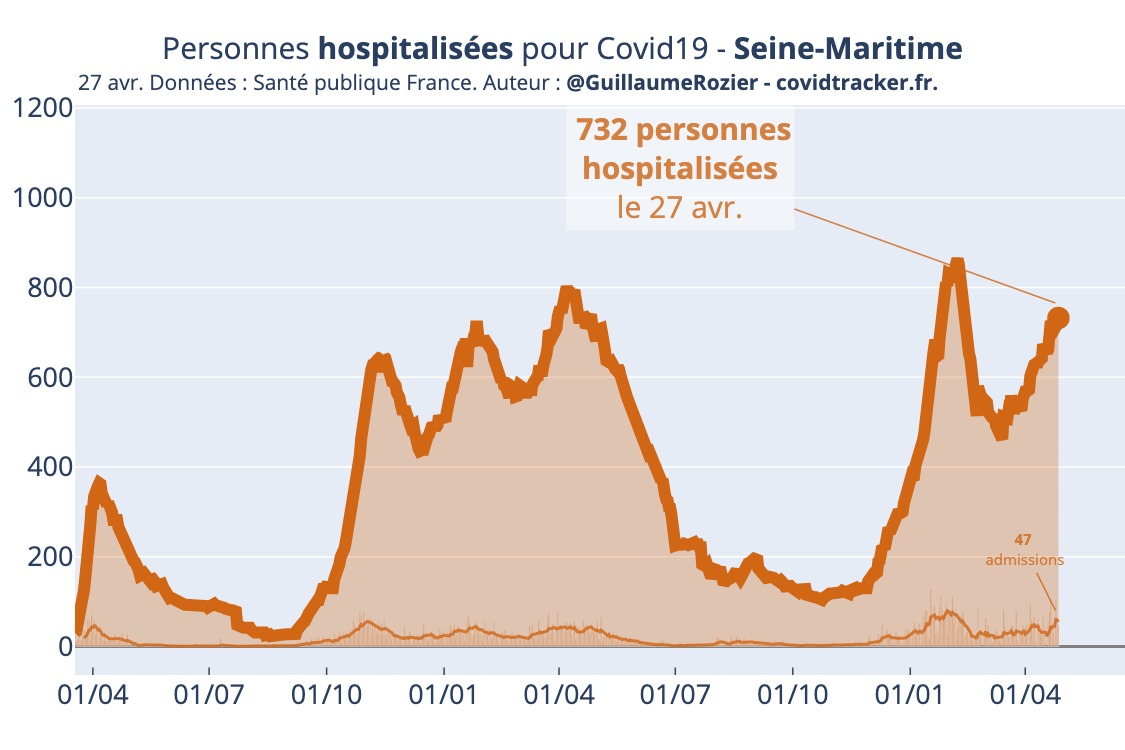 Personnes hospitalisées pour Covid19 - Seine-Maritime
27 avr. Données : Santé publique France. Auteur : @GuillaumeRozier - covidtracker.fr.
1200
732 personnes
hospitalisées
le 27 avr.
1000
800
600
400
47
admissions
200
0
01/04 01/07 01/10 01/01 01/04 01/07 01/10 01/01 01/04